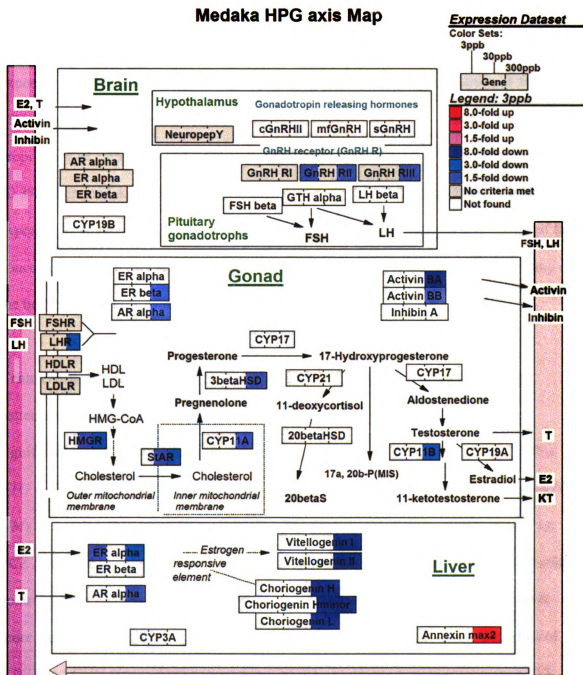 Medaka HPG axis Map
Expression Dataset
Color Sets:
3ppb
30ppb
300ppb
Gene
Legend: 3ppb
8.0-fold up
3.0-fold up
1.5-fold up
8.0-fold down
3.0-fold down
1.5-fold down
No criteria met
Not found
Brain
E2, T
Activin
Inhibin
Hypothalamus
Gonadotropin releasing hormones
NeuropepY
cGnRHII
mfGnRH
sGnRH
GnRH receptor (GnRH R)
GnRH RI
GnRH RII
GnRH RIII
AR alpha
ER alpha
ER beta
CYP19B
FSH beta
GTH alpha
LH beta
Pituitary
gonadotrophs
FSH
LH
FSH, LH
Gonad
ER alpha
ER beta
AR alpha
Activin BA
Activin BB
Inhibin A
Activin
Inhibin
FSH
LH
FSHR
LHR
HDLR
LDLR
HDL
LDL
HMG-CoA
HMGR
StAR
Cholesterol
Cholesterol
Outer mitochondrial
membrane
Inner mitochondrial
membrane
Progesterone
CYP17
17-Hydroxyprogesterone
3betaHSD
CYP21
CYP17
Pregnenolone
11-deoxycortisol
Aldostenedione
CYP11A
20betaHSD
Testosterone
T
CYP11B
CYP19A
17a, 20b-P(MIS)
Estradiol
E2
20betaS
11-ketotestosterone
KT
E2
ER alpha
ER beta
Estrogen
responsive
element
Vitellogenin I
Vitellogenin II
Liver
T
AR alpha
Choriogenin H
Choriogenin Hminor
Choriogenin L
CYP3A
Annexin max2